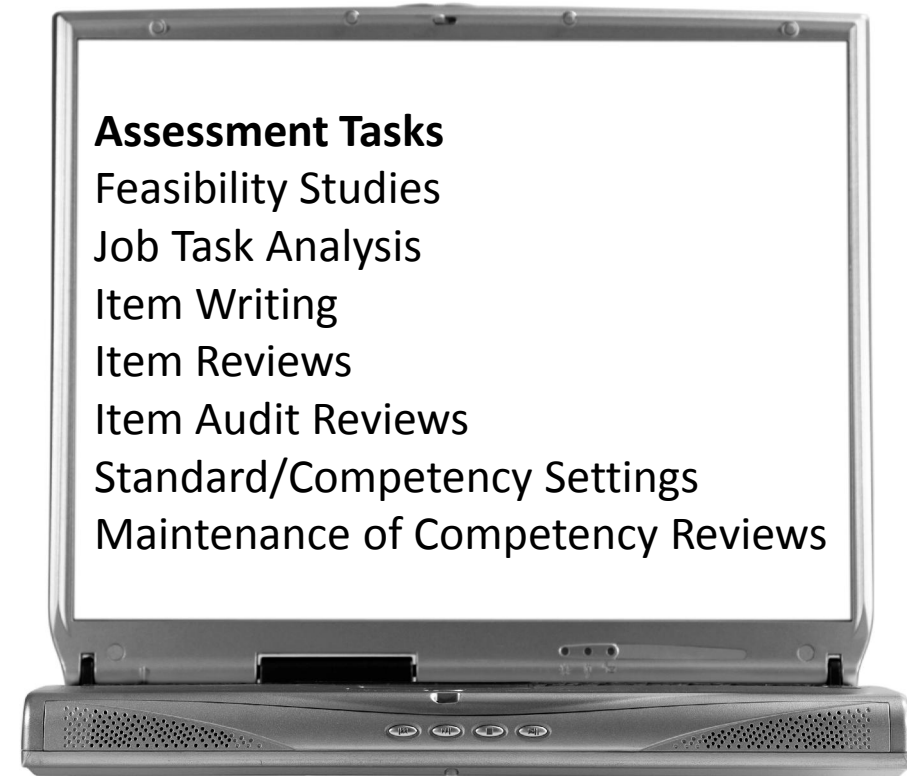 Assessment Tasks
Feasibility Studies
Job Task Analysis
Item Writing
Item Reviews
Item Audit Reviews
Standard/Competency Settings
Maintenance of Competency Reviews